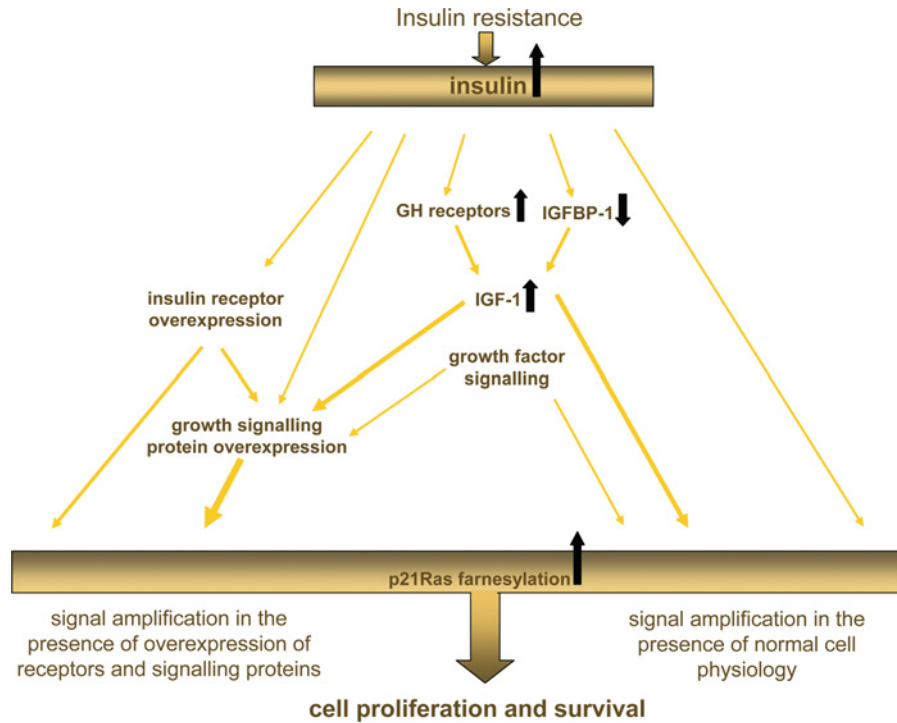 Insulin resistance
insulin
GH receptors
IGFBP-1
insulin receptor
overexpression
IGF-1
growth factor
signalling
growth signalling
protein overexpression
p21Ras farnesylation
signal amplification in the
presence of overexpression of
receptors and signalling proteins
signal amplification in the
presence of normal cell
physiology
cell proliferation and survival